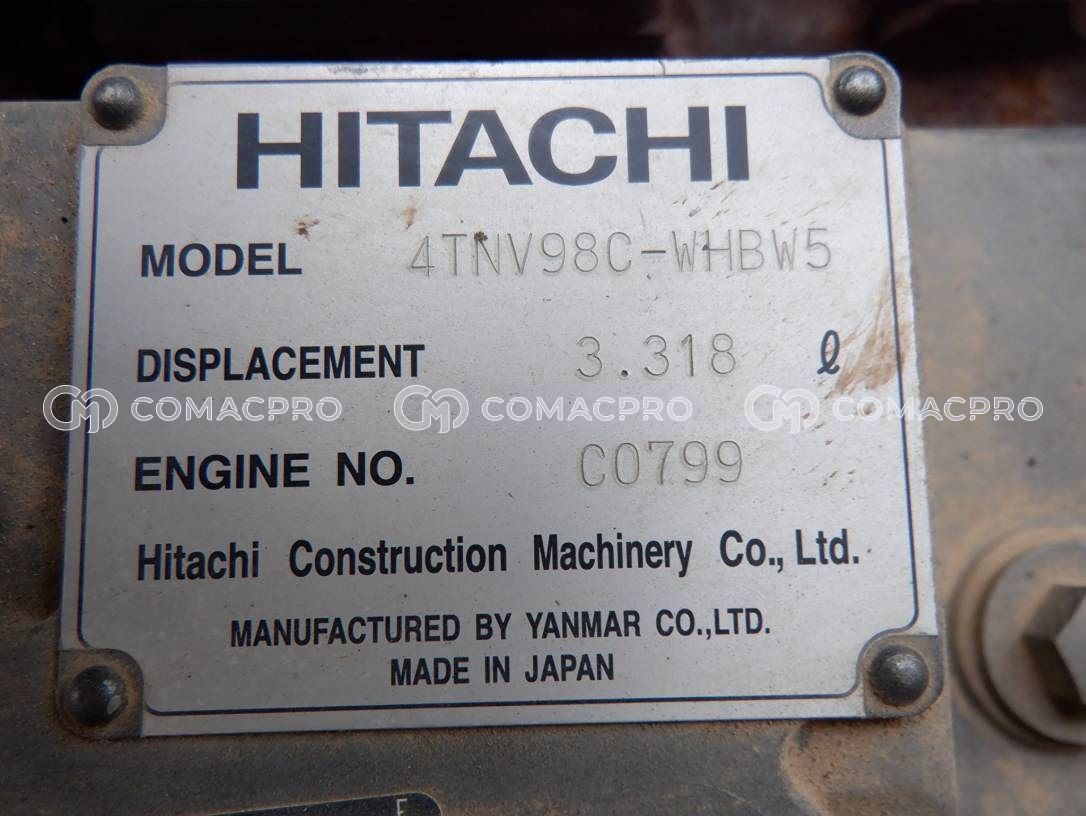 HITACHI
MODEL 4TNV98C-WHBW5
DISPLACEMENT 3.318 ℓ
COMACPRO COMACPRO COMACPRO
ENGINE NO. C0799
Hitachi Construction Machinery Co., Ltd.
MANUFACTURED BY YANMAR CO.,LTD.
MADE IN JAPAN